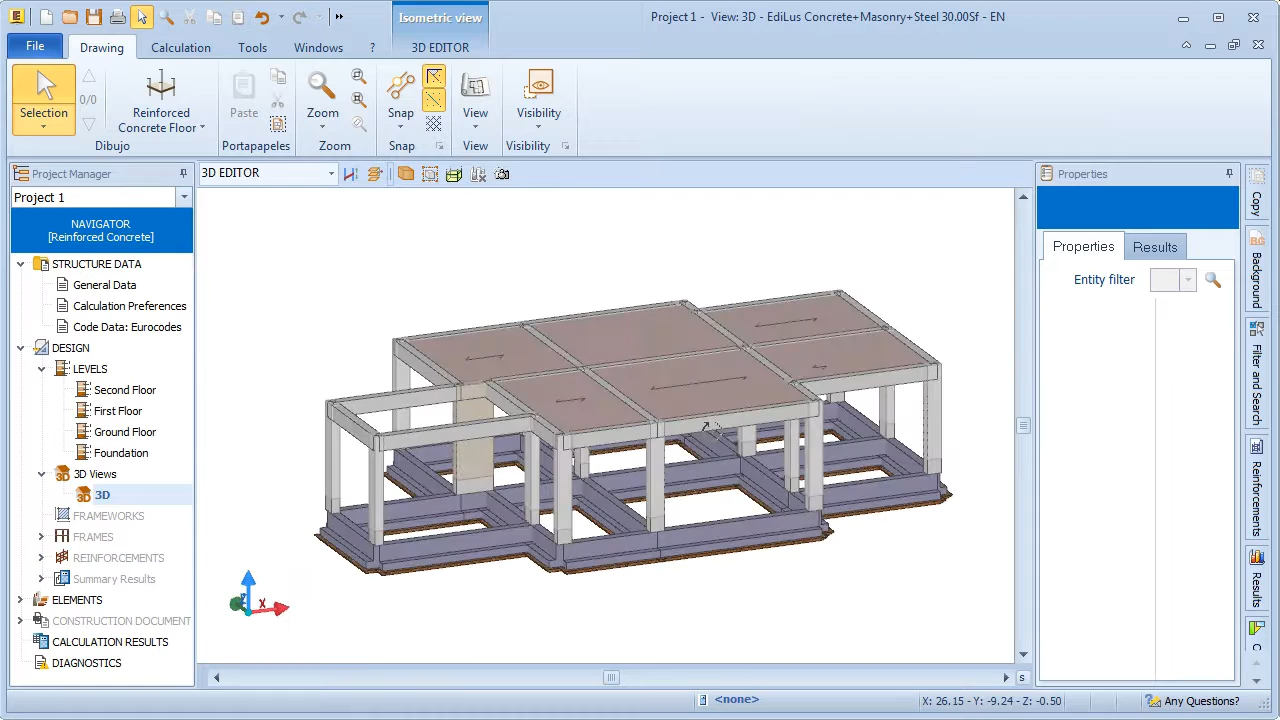 Isometric view
Project 1 - View: 3D - EdiLus Concrete+Masonry+Steel 30.00Sf - EN
File
Drawing
Calculation
Tools
Windows
?
3D EDITOR
Selection
0/0
Reinforced
Concrete Floor
Dibujo
Paste
Portapapeles
Zoom
Zoom
Snap
Snap
View
View
Visibility
Visibility
Project Manager
Project 1
NAVIGATOR
[Reinforced Concrete]
STRUCTURE DATA
General Data
Calculation Preferences
Code Data: Eurocodes
DESIGN
LEVELS
Second Floor
First Floor
Ground Floor
Foundation
3D Views
3D
FRAMEWORKS
FRAMES
REINFORCEMENTS
Summary Results
ELEMENTS
CONSTRUCTION DOCUMENT
CALCULATION RESULTS
DIAGNOSTICS
3D EDITOR
X
Properties
Properties
Results
Entity filter
Copy
Background
Filter and Search
Reinforcements
Results
C
S
<none>
X: 26.15 - Y: -9.24 - Z: -0.50
Any Questions?